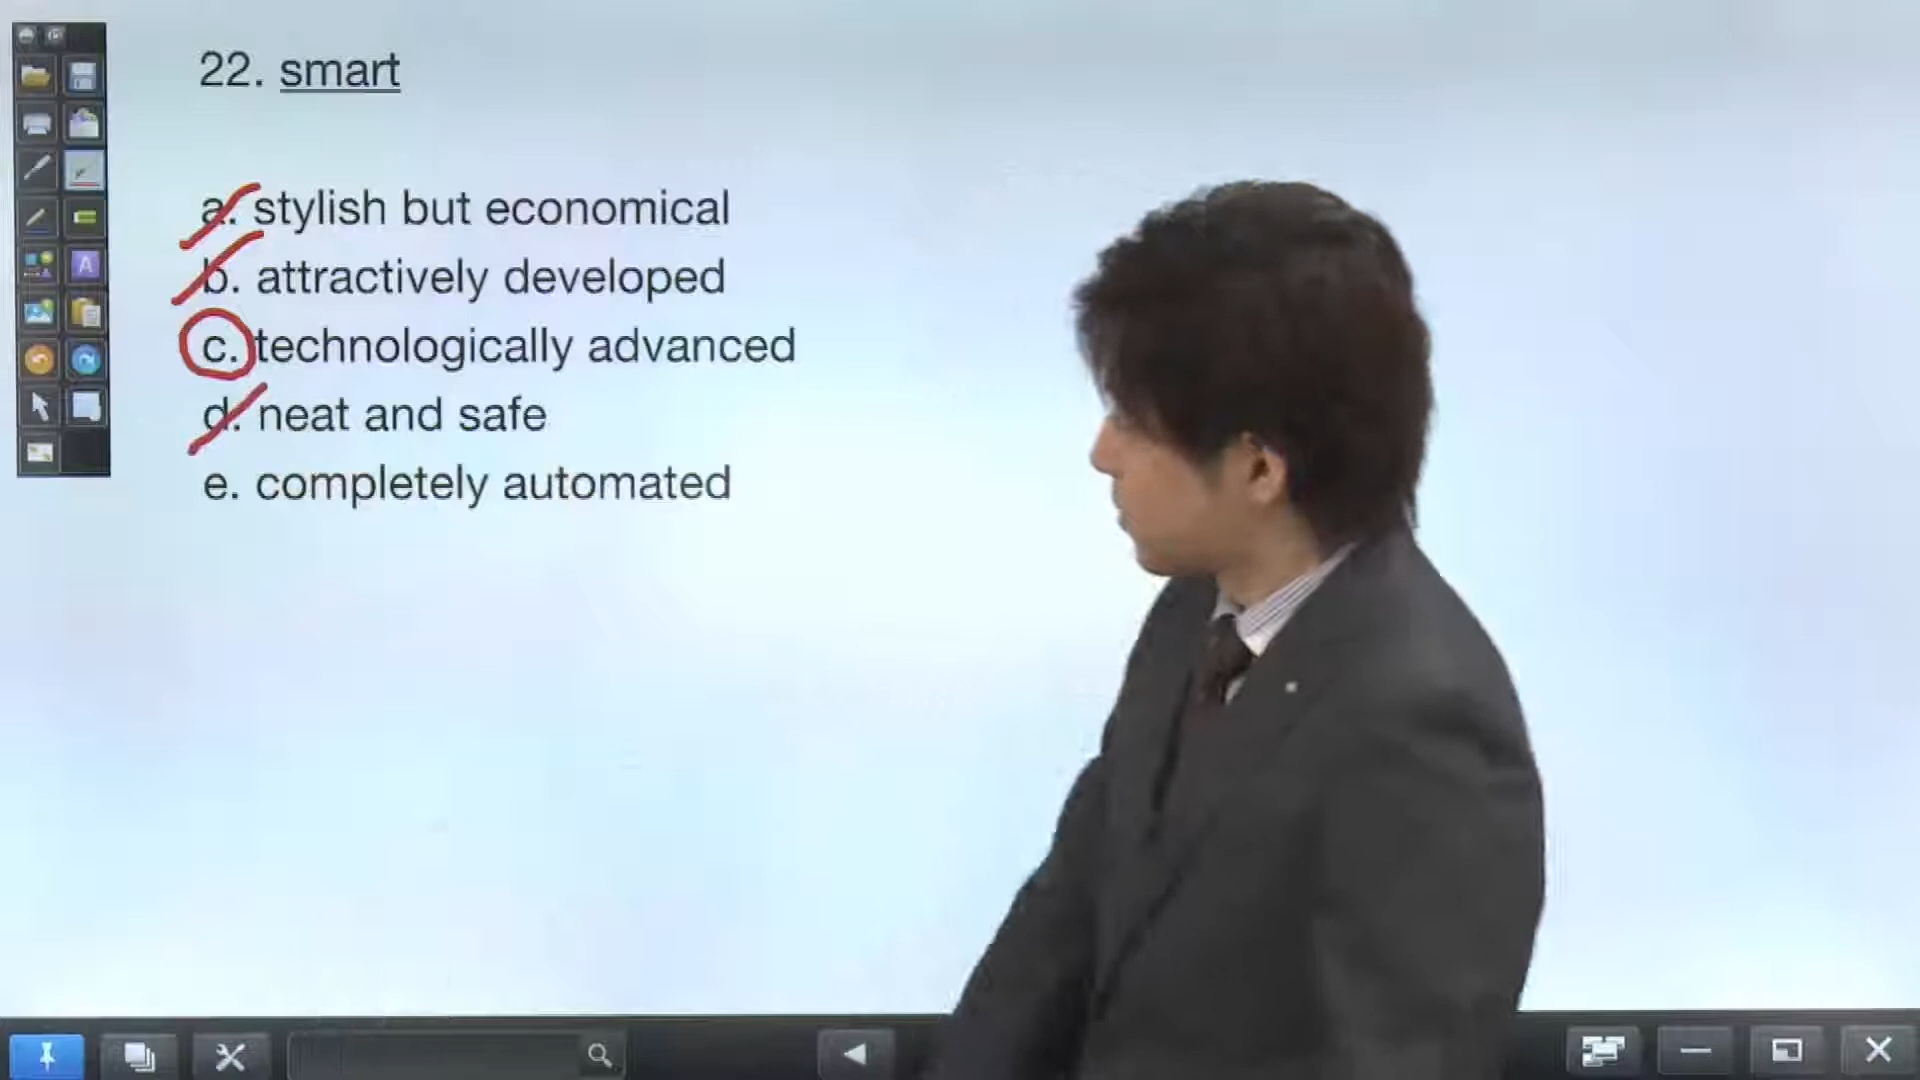 22. smart
a. stylish but economical
b. attractively developed
c. technologically advanced
d. neat and safe
e. completely automated
A